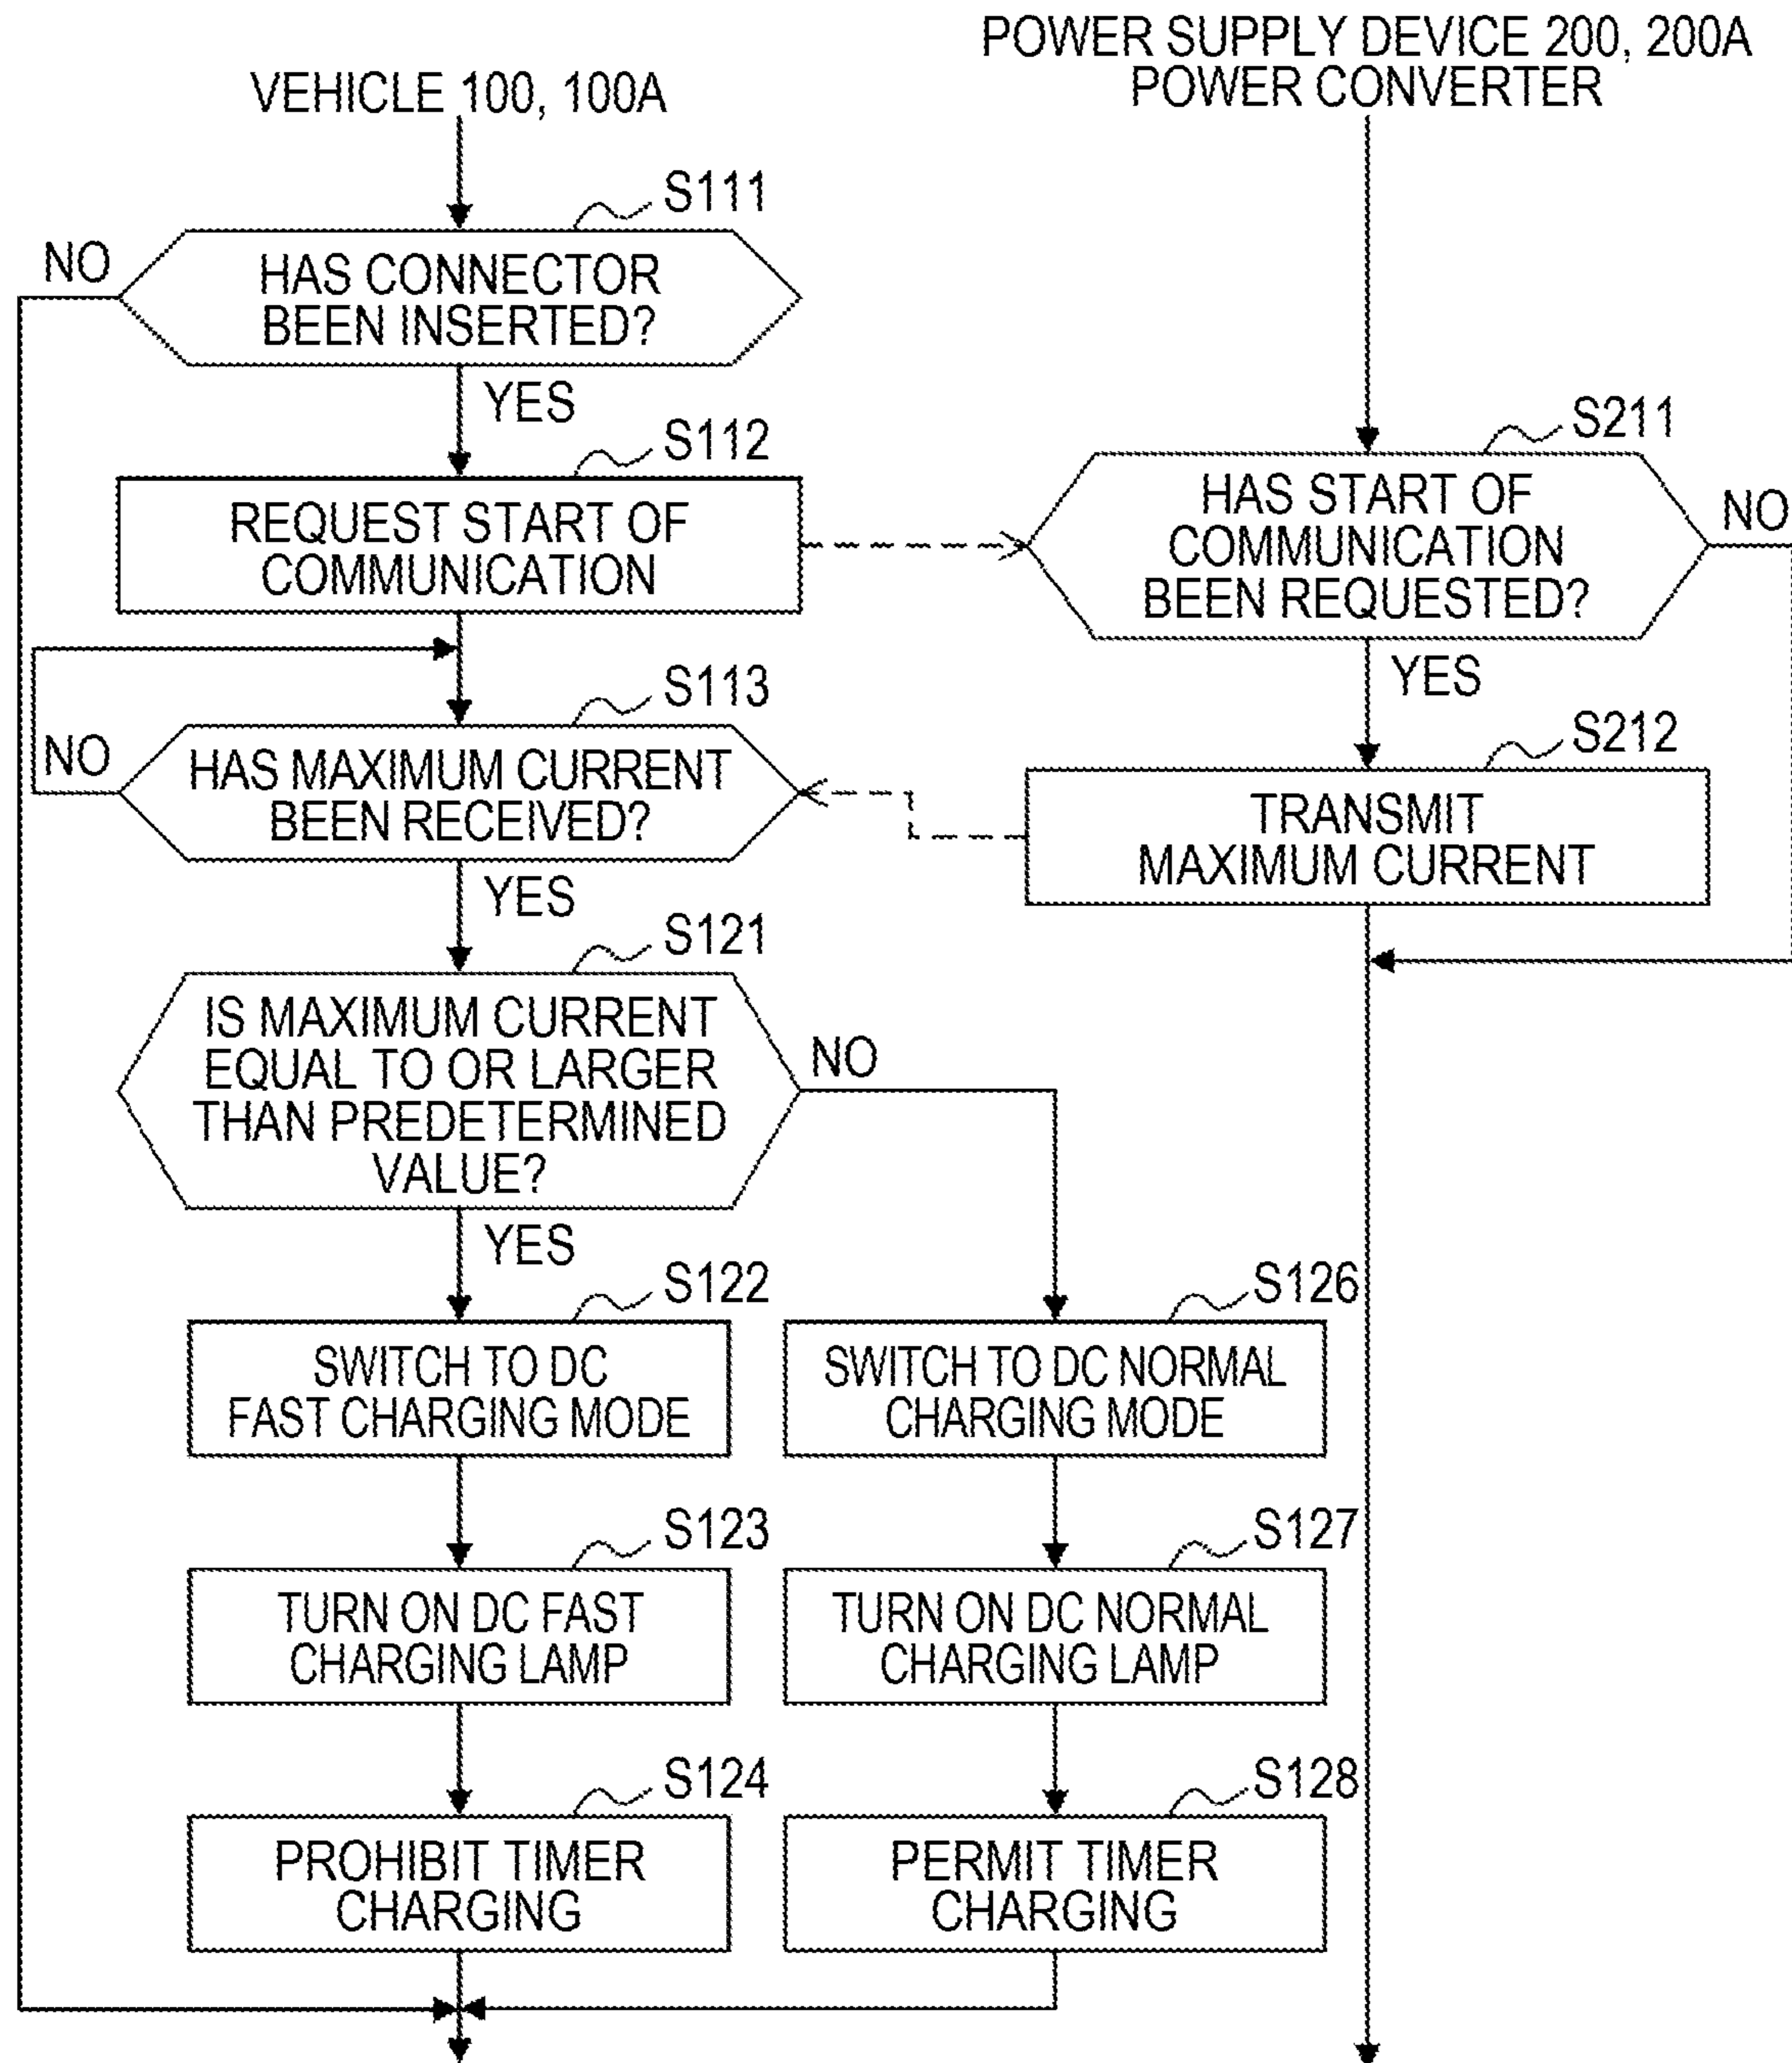 POWER SUPPLY DEVICE 200, 200A
POWER CONVERTER
VEHICLE 100, 100A
S111
NO
HAS CONNECTOR
BEEN INSERTED?
YES
S112
REQUEST START OF
COMMUNICATION
S211
HAS START OF
COMMUNICATION
BEEN REQUESTED?
NO
YES
S113
NO
HAS MAXIMUM CURRENT
BEEN RECEIVED?
YES
S212
TRANSMIT
MAXIMUM CURRENT
S121
IS MAXIMUM CURRENT
EQUAL TO OR LARGER
THAN PREDETERMINED
VALUE?
NO
YES
S122
SWITCH TO DC
FAST CHARGING MODE
S126
SWITCH TO DC NORMAL
CHARGING MODE
S123
TURN ON DC FAST
CHARGING LAMP
S127
TURN ON DC NORMAL
CHARGING LAMP
S124
PROHIBIT TIMER
CHARGING
S128
PERMIT TIMER
CHARGING